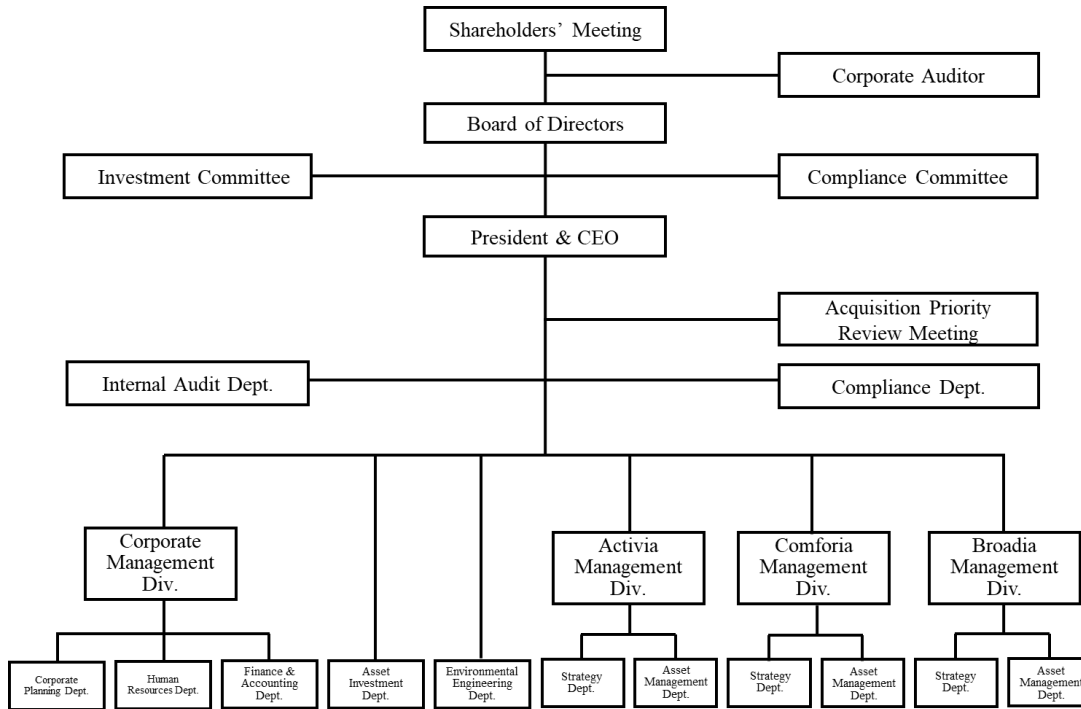 Shareholders’ Meeting
Corporate Auditor
Board of Directors
Investment Committee
Compliance Committee
President & CEO
Acquisition Priority
Review Meeting
Internal Audit Dept.
Compliance Dept.
Corporate
Management
Div.
Activia
Management
Div.
Comforia
Management
Div.
Broadia
Management
Div.
Corporate
Planning Dept.
Human
Resources Dept.
Finance &
Accounting
Dept.
Asset
Investment
Dept.
Environmental
Engineering
Dept.
Strategy
Dept.
Asset
Management
Dept.
Strategy
Dept.
Asset
Management
Dept.
Strategy
Dept.
Asset
Management
Dept.